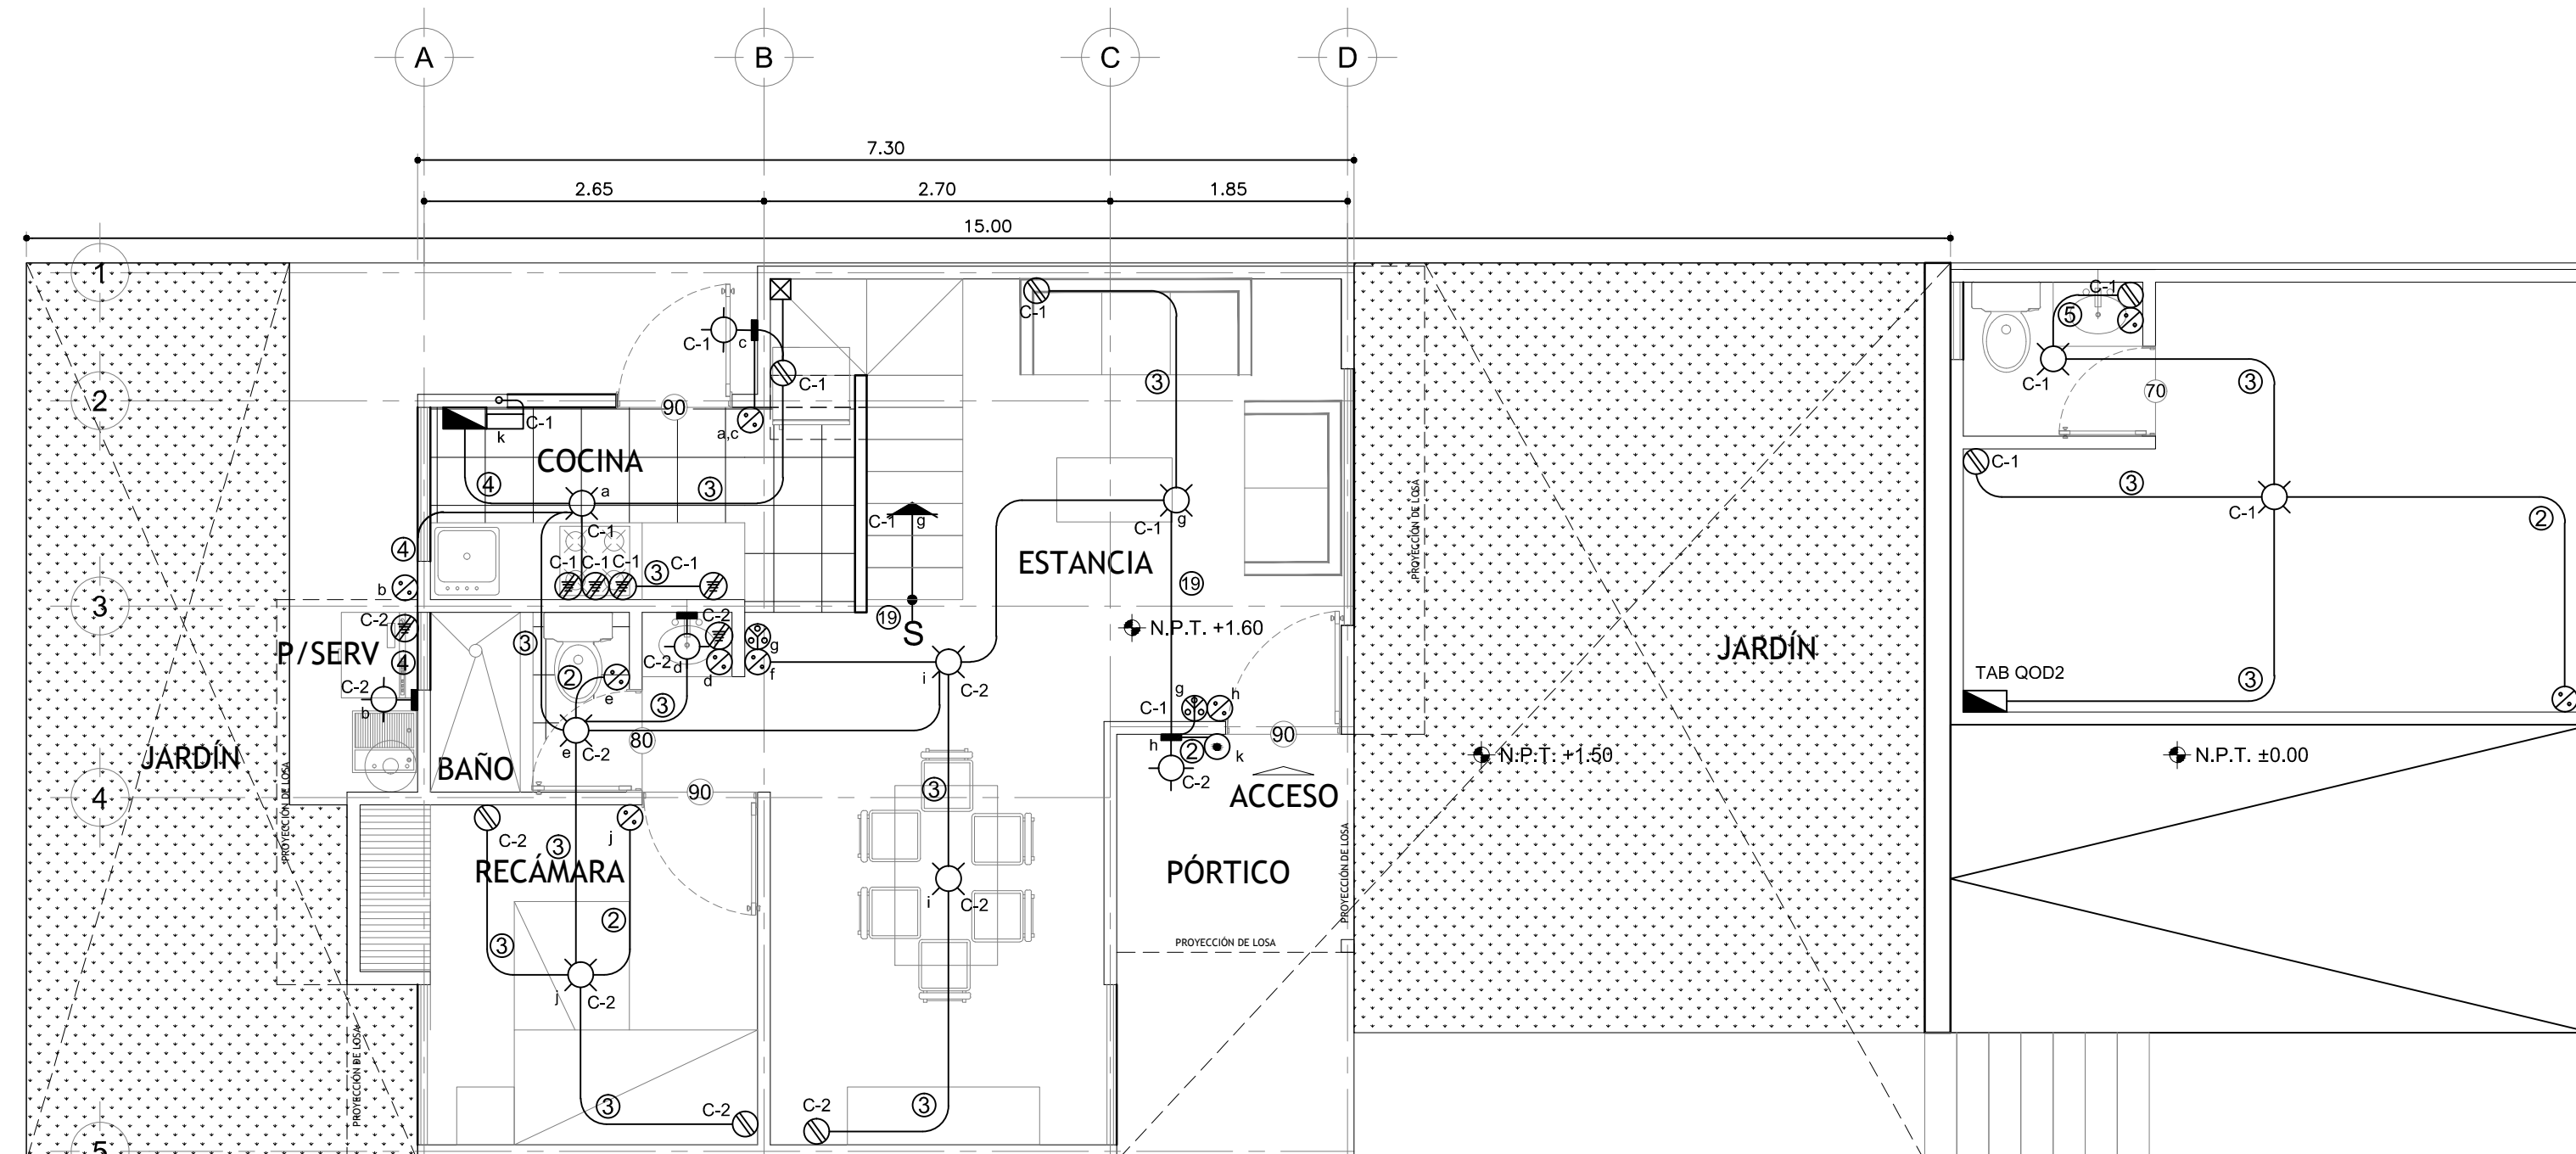 A B C D
7.30
2.65 2.70 1.85
15.00
1
C-1
C-1
5
C-1 c
3
C-1
3
C-1
2
90
70
k C-1
a,c
COCINA
C-1
4
3
a
3
C-1 g
C-1 g
C-1
2
C-1
4
ESTANCIA
PROYECCIÓN DE LOSA
C-1 C-1 C-1 3 C-1
19
b
3
19
S
C-2
C-2
N.P.T. +1.60
3
g
JARDÍN
P/SERV
4
C-2 d
d
f
i C-2
TAB QOD2
2
e
C-2
b
3
g
h
C-1
3
e C-2
80
h
2
k
90
JARDÍN
BAÑO
N.P.T. +1.50
N.P.T. ±0.00
C-2
4
90
3
ACCESO
PROYECCIÓN DE LOSA
C-2
3
j
RECÁMARA
PÓRTICO
PROYECCIÓN DE LOSA
i C-2
2
3
PROYECCIÓN DE LOSA
j C-2
PROYECCIÓN DE LOSA
3
C-2
C-2
3
5